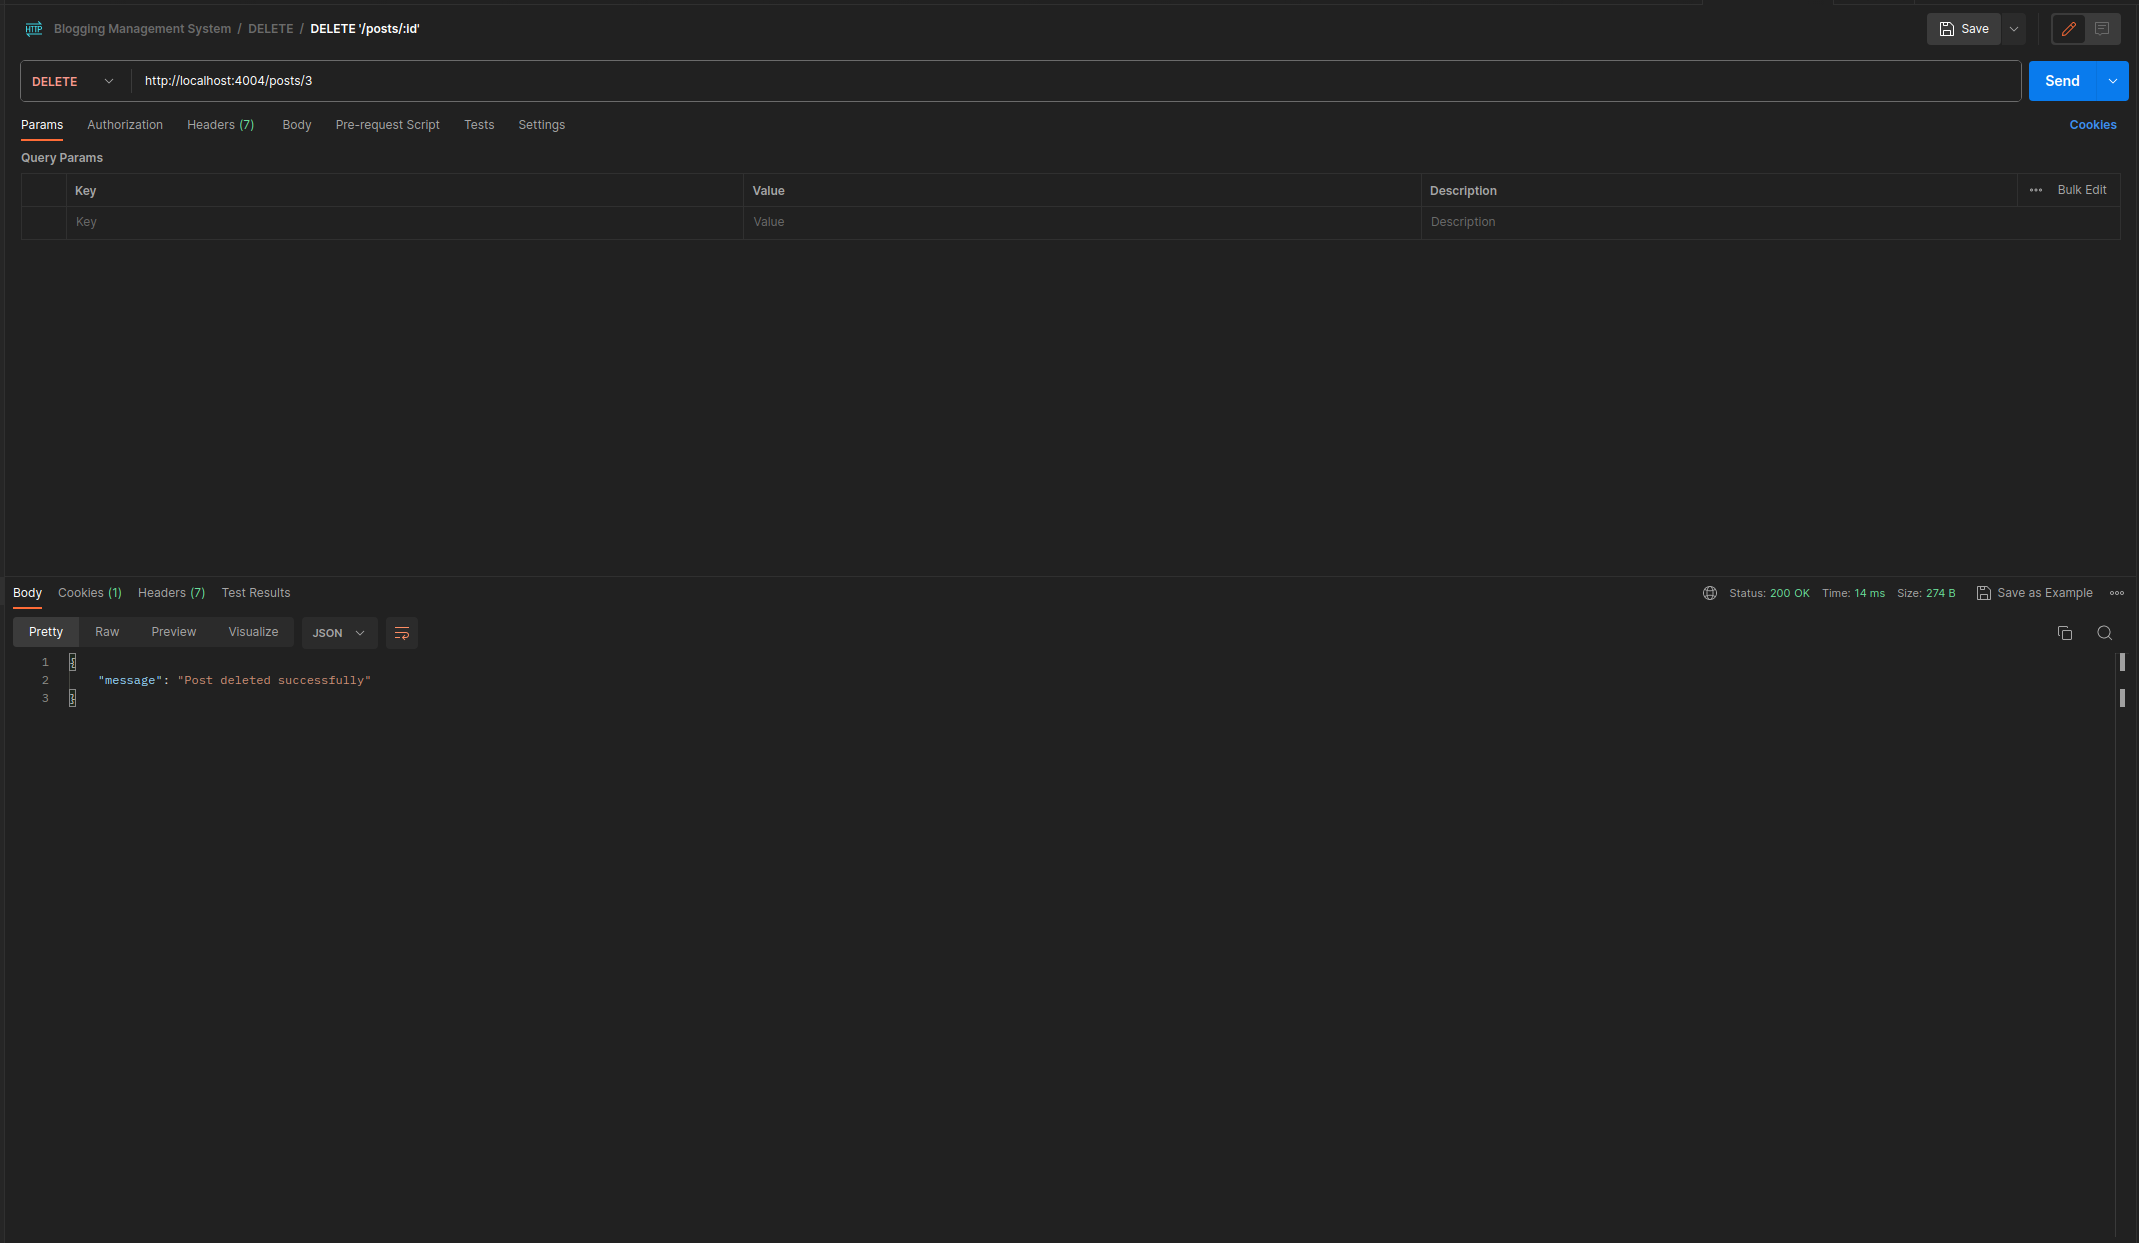 HTTP Blogging Management System / DELETE / DELETE '/posts/:id' Save
DELETE http://localhost:4004/posts/3 Send
Params Authorization Headers (7) Body Pre-request Script Tests Settings Cookies
Query Params
Key Value Description Bulk Edit
Key Value Description
Body Cookies (1) Headers (7) Test Results Status: 200 OK Time: 14 ms Size: 274 B Save as Example
Pretty Raw Preview Visualize JSON
1 {
2 "message": "Post deleted successfully"
3 }